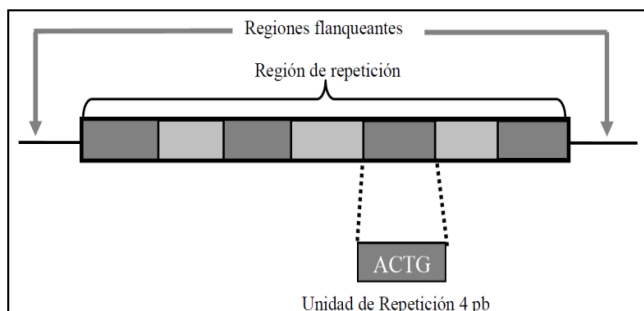 Regiones flanqueantes
Región de repetición
ACTG
Unidad de Repetición 4 pb